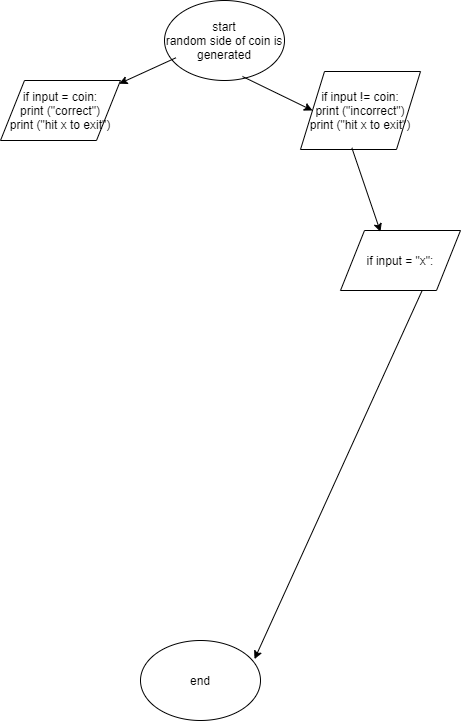 start
random side of coin is
generated
if input = coin:
print ("correct")
print ("hit x to exit")
if input != coin:
print ("incorrect")
print ("hit x to exit")
if input = "x":
end